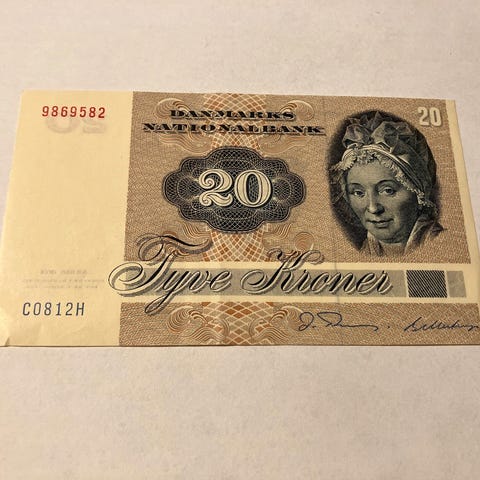 9869582
DANMARKS
NATIONALBANK
20
20
Tyve Kroner
C0812H